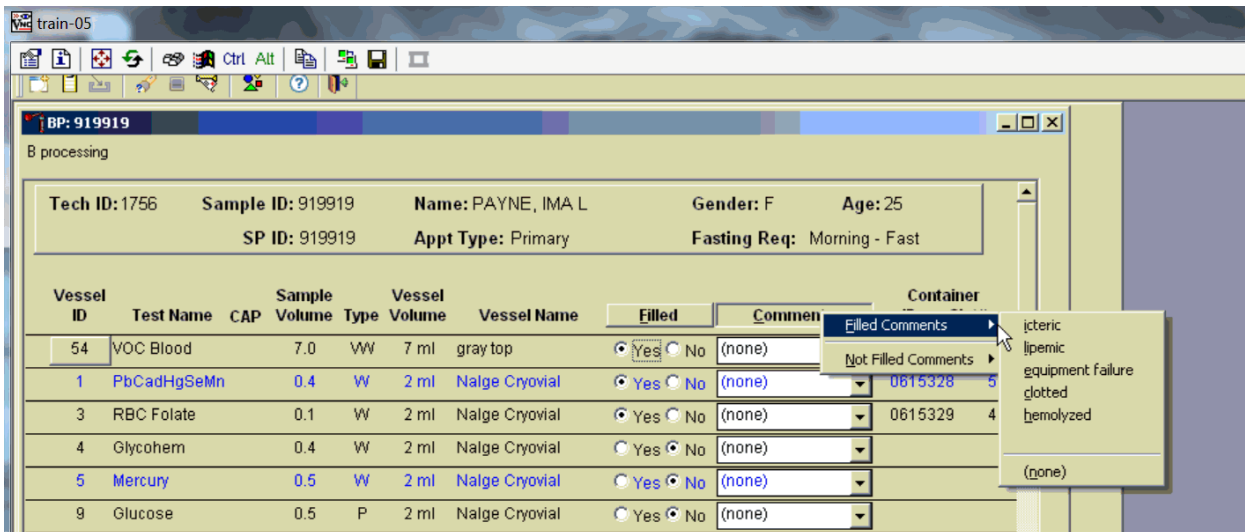 train-05
Ctrl Alt
BP: 919919
B processing
Tech ID: 1756 Sample ID: 919919 Name: PAYNE, IMA L Gender: F Age: 25
SP ID: 919919 Appt Type: Primary Fasting Req: Morning - Fast
Vessel Sample Vessel Container
ID Test Name CAP Volume Type Volume Vessel Name Filled Commen
54 VOC Blood 7.0 VW 7 ml gray top Yes No (none)
1 PbCadHgSeMn 0.4 W 2 ml Nalge Cryovial Yes No (none) 0615328 5
3 RBC Folate 0.1 W 2 ml Nalge Cryovial Yes No (none) 0615329 4
4 Glycohem 0.4 W 2 ml Nalge Cryovial Yes No (none)
5 Mercury 0.5 W 2 ml Nalge Cryovial Yes No (none)
9 Glucose 0.5 P 2 ml Nalge Cryovial Yes No (none)
Filled Comments
Not Filled Comments
icteric
lipemic
equipment failure
clotted
hemolyzed
(none)